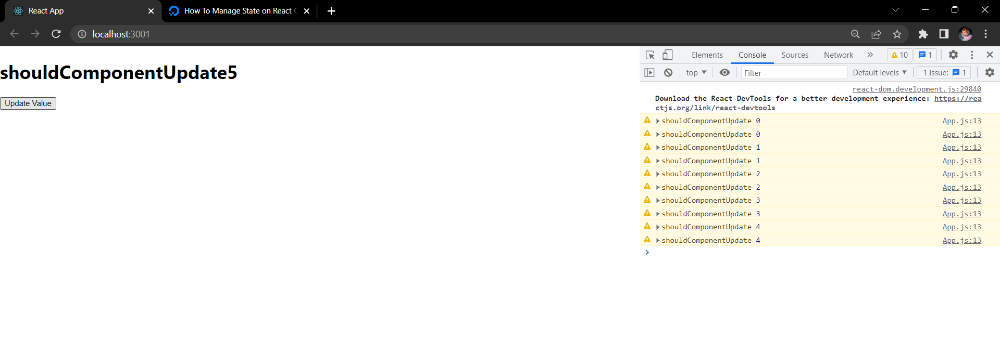 React App
How To Manage State on React
localhost:3001
Elements Console Sources Network 10 1
top Filter Default levels 1 Issue: 1
shouldComponentUpdate5
Update Value
react-dom.development.js:29840
Download the React DevTools for a better development experience: https://rea
ctjs.org/link/react-devtools
shouldComponentUpdate 0 App.js:13
shouldComponentUpdate 0 App.js:13
shouldComponentUpdate 1 App.js:13
shouldComponentUpdate 1 App.js:13
shouldComponentUpdate 2 App.js:13
shouldComponentUpdate 2 App.js:13
shouldComponentUpdate 3 App.js:13
shouldComponentUpdate 3 App.js:13
shouldComponentUpdate 4 App.js:13
shouldComponentUpdate 4 App.js:13